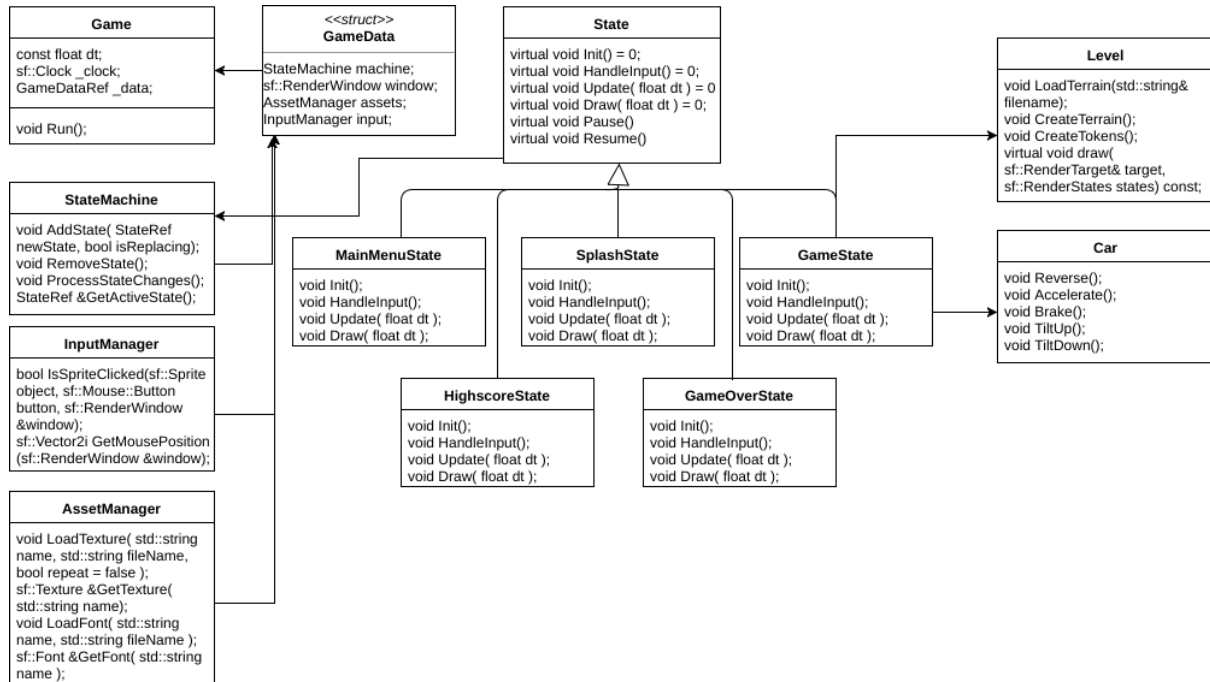 Game
const float dt;
sf::Clock _clock;
GameDataRef _data;
void Run();
<<struct>>
GameData
StateMachine machine;
sf::RenderWindow window;
AssetManager assets;
InputManager input;
State
virtual void Init() = 0;
virtual void HandleInput() = 0;
virtual void Update( float dt ) = 0
virtual void Draw( float dt ) = 0;
virtual void Pause()
virtual void Resume()
Level
void LoadTerrain(std::string&
filename);
void CreateTerrain();
void CreateTokens();
virtual void draw(
sf::RenderTarget& target,
sf::RenderStates states) const;
StateMachine
void AddState( StateRef
newState, bool isReplacing);
void RemoveState();
void ProcessStateChanges();
StateRef &GetActiveState();
MainMenuState
void Init();
void HandleInput();
void Update( float dt );
void Draw( float dt );
SplashState
void Init();
void HandleInput();
void Update( float dt );
void Draw( float dt );
GameState
void Init();
void HandleInput();
void Update( float dt );
void Draw( float dt );
Car
void Reverse();
void Accelerate();
void Brake();
void TiltUp();
void TiltDown();
InputManager
bool IsSpriteClicked(sf::Sprite
object, sf::Mouse::Button
button, sf::RenderWindow
&window);
sf::Vector2i GetMousePosition
(sf::RenderWindow &window);
HighscoreState
void Init();
void HandleInput();
void Update( float dt );
void Draw( float dt );
GameOverState
void Init();
void HandleInput();
void Update( float dt );
void Draw( float dt );
AssetManager
void LoadTexture( std::string
name, std::string fileName,
bool repeat = false );
sf::Texture &GetTexture(
std::string name);
void LoadFont( std::string
name, std::string fileName );
sf::Font &GetFont( std::string
name );